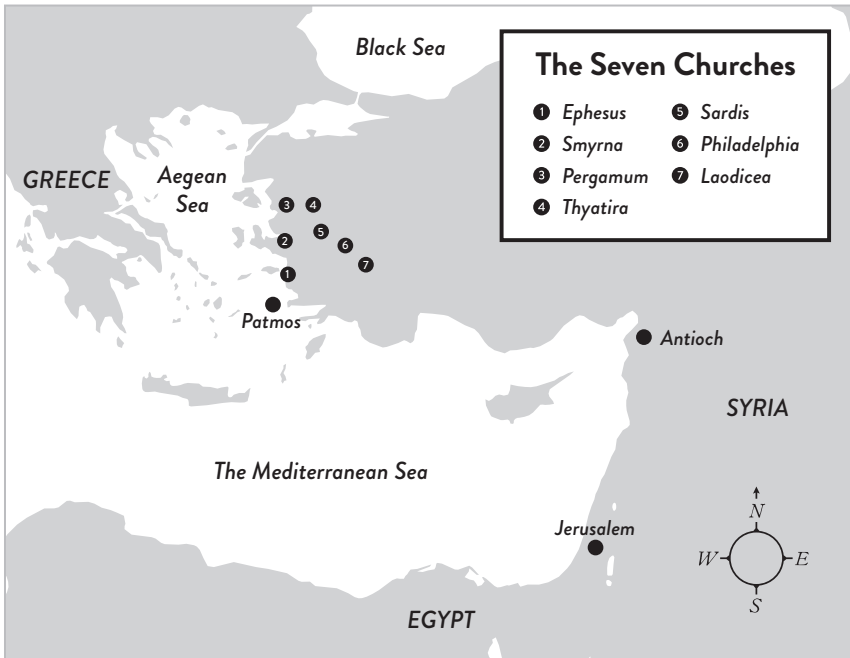 Black Sea
The Seven Churches
1 Ephesus
2 Smyrna
3 Pergamum
4 Thyatira
5 Sardis
6 Philadelphia
7 Laodicea
GREECE
Aegean
Sea
3
4
5
2
6
7
1
Patmos
Antioch
SYRIA
The Mediterranean Sea
Jerusalem
N
W
E
S
EGYPT